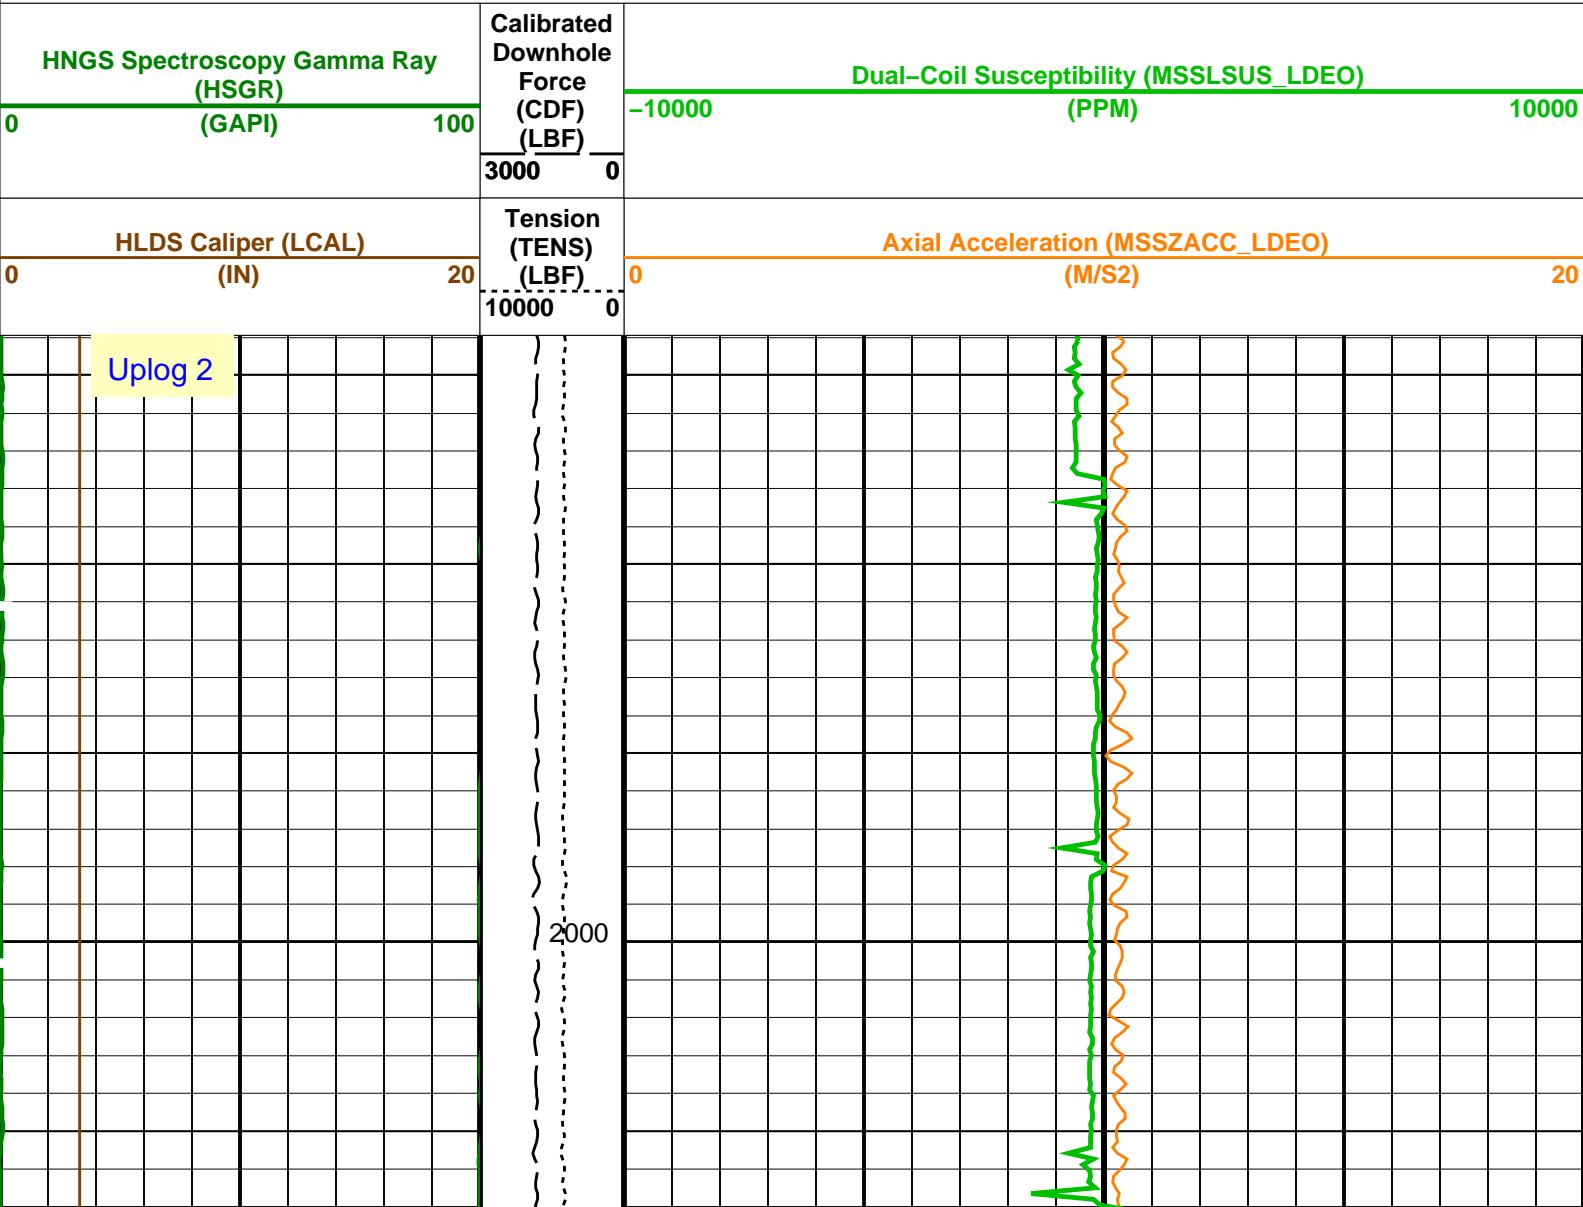 HNGS Spectroscopy Gamma Ray
(HSGR)
0 (GAPI) 100
Calibrated
Downhole
Force
(CDF)
(LBF)
3000 0
Dual−Coil Susceptibility (MSSLSUS_LDEO)
−10000 (PPM) 10000
HLDS Caliper (LCAL)
0 (IN) 20
Tension
(TENS)
(LBF)
10000 0
Axial Acceleration (MSSZACC_LDEO)
0 (M/S2) 20
Uplog 2
2000